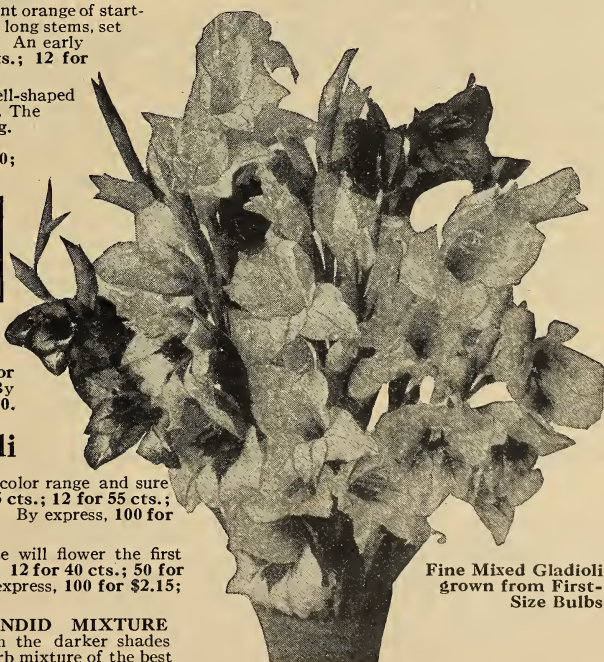 nt orange of start-
long stems, set
An early
ts.; 12 for
ell-shaped
. The
g.
0;
or
By
0.
li
color range and sure
5 cts.; 12 for 55 cts.;
By express, 100 for
se will flower the first
12 for 40 cts.; 50 for
express, 100 for $2.15;
NDID MIXTURE
n the darker shades
rb mixture of the best
Fine Mixed Gladioli
grown from First-
Size Bulbs